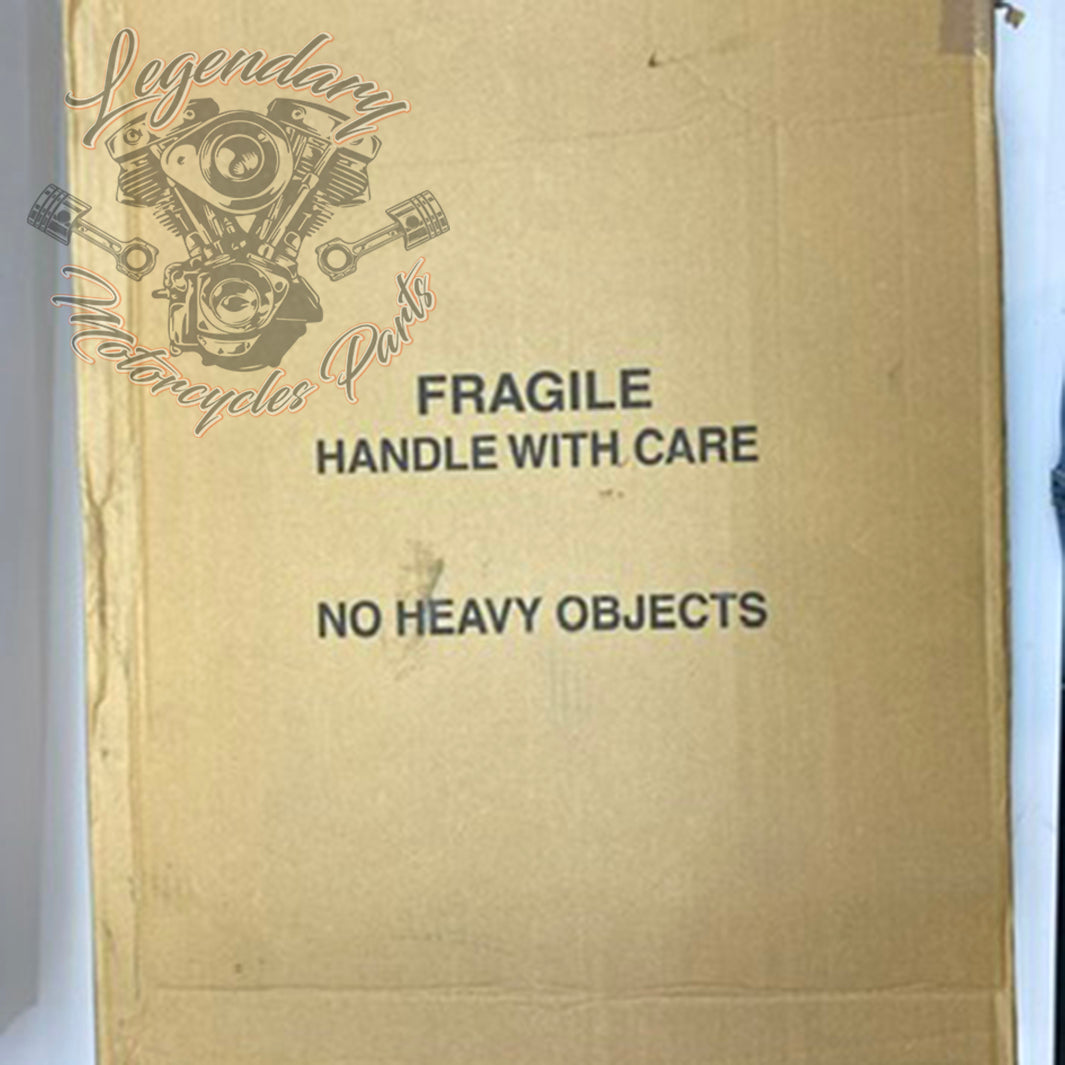 Legendary
Motorcycles Parts
FRAGILE
HANDLE WITH CARE
NO HEAVY OBJECTS